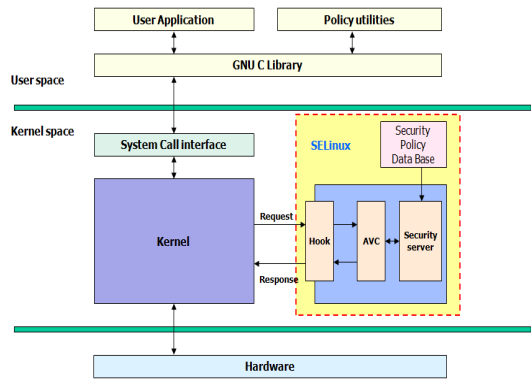 User Application
Policy utilities
GNU C Library
User space
Kernel space
System Call interface
SELinux
Security
Policy
Data Base
Kernel
Request
Response
Hook
AVC
Security
server
Hardware